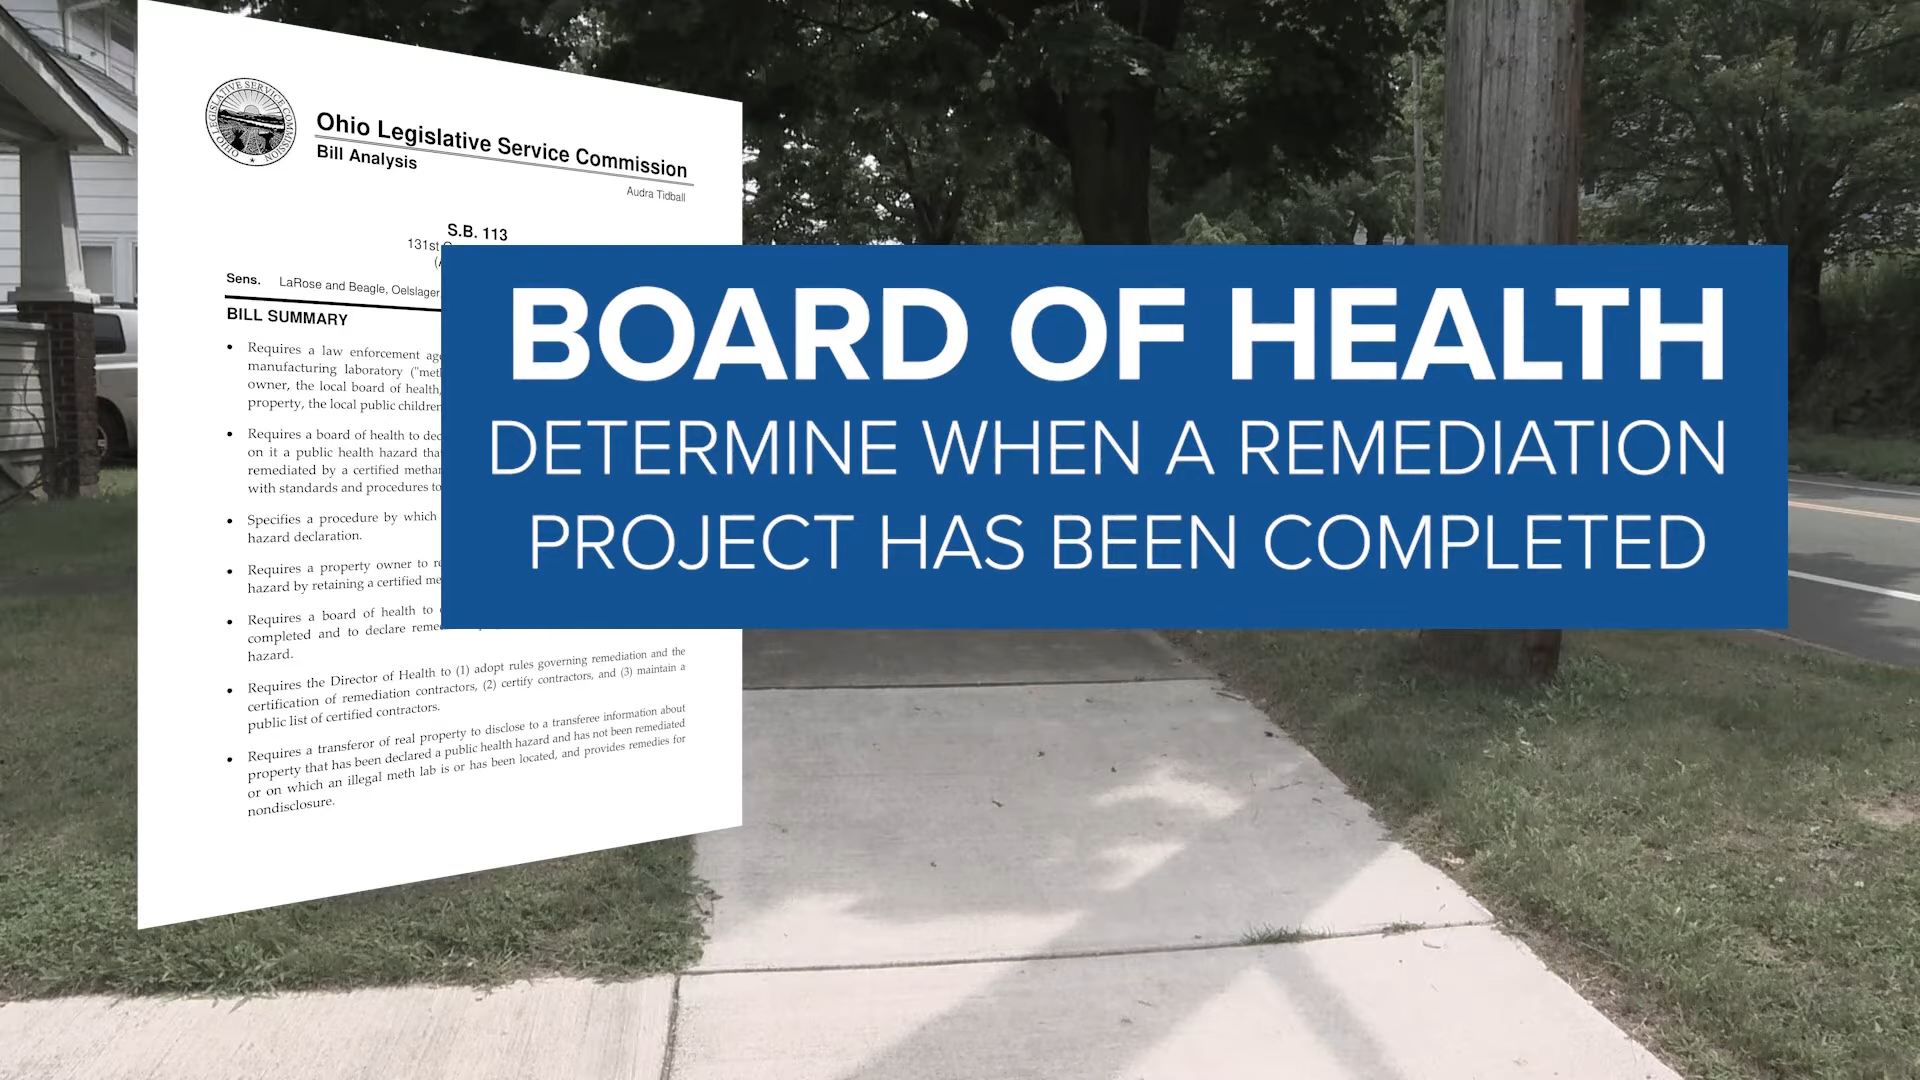 OHIO LEGISLATIVE SERVICE COMMISSION
Ohio Legislative Service Commission
Bill Analysis
Audra Tidball
S.B. 113
131st
Sens. LaRose and Beagle, Oelslager,
BILL SUMMARY
• Requires a law enforcement
manufacturing laboratory
owner, the local board of health,
property, the local public children
• Requires a board of health to
on it a public health hazard
remediated by a certified
with standards and procedures
• Specifies a procedure by which
hazard declaration.
• Requires a property owner to
hazard by retaining a certified
• Requires a board of health to
completed and to declare
hazard.
• Requires the Director of Health to (1) adopt rules governing remediation and the
certification of remediation contractors, (2) certify contractors, and (3) maintain a
public list of certified contractors.
• Requires a transferor of real property to disclose to a transferee information about
property that has been declared a public health hazard and has not been remediated
or on which an illegal meth lab is or has been located, and provides remedies for
nondisclosure.
BOARD OF HEALTH
DETERMINE WHEN A REMEDIATION
PROJECT HAS BEEN COMPLETED